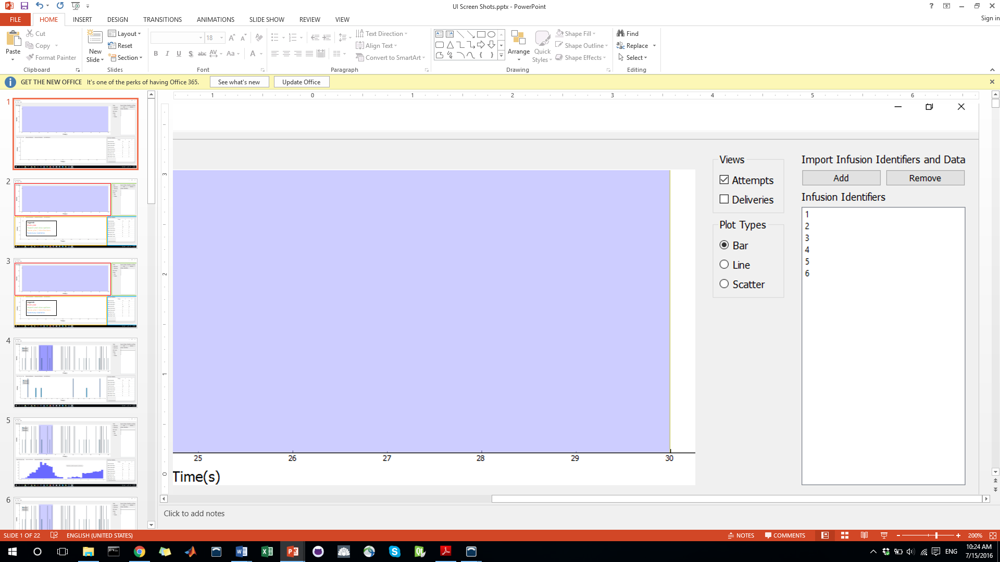 UI Screen Shots.pptx - PowerPoint
Sign in
FILE HOME INSERT DESIGN TRANSITIONS ANIMATIONS SLIDE SHOW REVIEW VIEW
Paste
Cut
Copy
Format Painter
Clipboard
New Slide
Layout
Reset
Section
Slides
18
Font
Text Direction
Align Text
Convert to SmartArt
Paragraph
Arrange
Quick Styles
Shape Fill
Shape Outline
Shape Effects
Drawing
Find
Replace
Select
Editing
GET THE NEW OFFICE It's one of the perks of having Office 365. See what's new Update Office
1 0 1 2 3 4 5 6
3
2
1
0
1
2
3
4
5
6
Views
Attempts
Deliveries
Plot Types
Bar
Line
Scatter
Import Infusion Identifiers and Data
Add Remove
Infusion Identifiers
1
2
3
4
5
6
25 26 27 28 29 30
Time(s)
Click to add notes
SLIDE 1 OF 22 ENGLISH (UNITED STATES) NOTES COMMENTS 200%
ENG
10:24 AM
7/15/2016